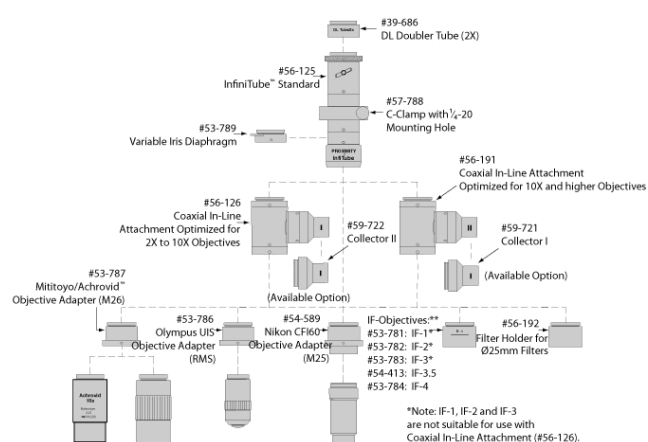 DL Tubelix
#39-686
DL Doubler Tube (2X)
#56-125
InfiniTube™ Standard
#57-788
C-Clamp with ¼-20
Mounting Hole
#53-789
Variable Iris Diaphragm
PROXIMITY
InfiTube
#56-191
Coaxial In-Line Attachment
Optimized for 10X and higher Objectives
#56-126
Coaxial In-Line
Attachment Optimized for
2X to 10X Objectives
I
#59-722
Collector II
I
(Available Option)
II
#59-721
Collector I
I
(Available Option)
#53-787
Mititoyo/Achrovid™
Objective Adapter (M26)
#53-786
Olympus UIS
Objective Adapter
(RMS)
#54-589
Nikon CFI60
Objective Adapter
(M25)
IF-Objectives:**
#53-781: IF-1*
#53-782: IF-2*
#53-783: IF-3*
#54-413: IF-3.5
#53-784: IF-4
#56-192
Filter Holder for
Ø25mm Filters
Achrovid
*Note: IF-1, IF-2 and IF-3
are not suitable for use with
Coaxial In-Line Attachment (#56-126).